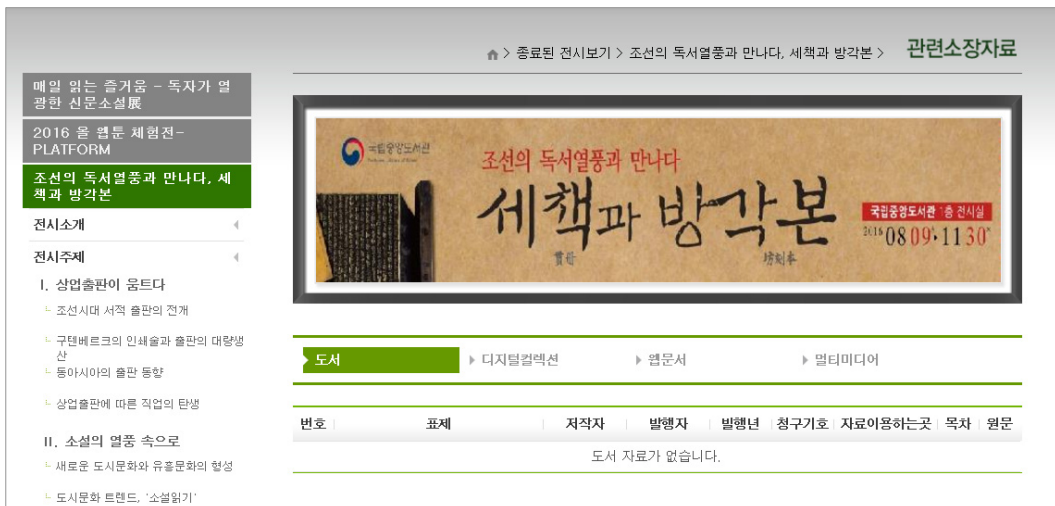 > 종료된 전시보기 > 조선의 독서열풍과 만나다, 세책과 방각본 >
관련소장자료
매일 읽는 즐거움 - 독자가 열
광한 신문소설展
2016 올 웹툰 체험전-
PLATFORM
조선의 독서열풍과 만나다, 세
책과 방각본
전시소개
전시주제
I. 상업출판이 움트다
조선시대 서적 출판의 전개
구텐베르크의 인쇄술과 출판의 대량생
산
동아시아의 출판 동향
상업출판에 따른 직업의 탄생
II. 소설의 열풍 속으로
새로운 도시문화와 유흥문화의 형성
도시문화 트렌드, '소설읽기'
국립중앙도서관
조선의 독서열풍과 만나다
세책과 방각본
貰冊
坊刻本
국립중앙도서관 1층 전시실
2016 08 09 11 30
도서
디지털컬렉션
웹문서
멀티미디어
번호 표제 저작자 발행자 발행년 청구기호 자료이용하는곳 목차 원문
도서 자료가 없습니다.